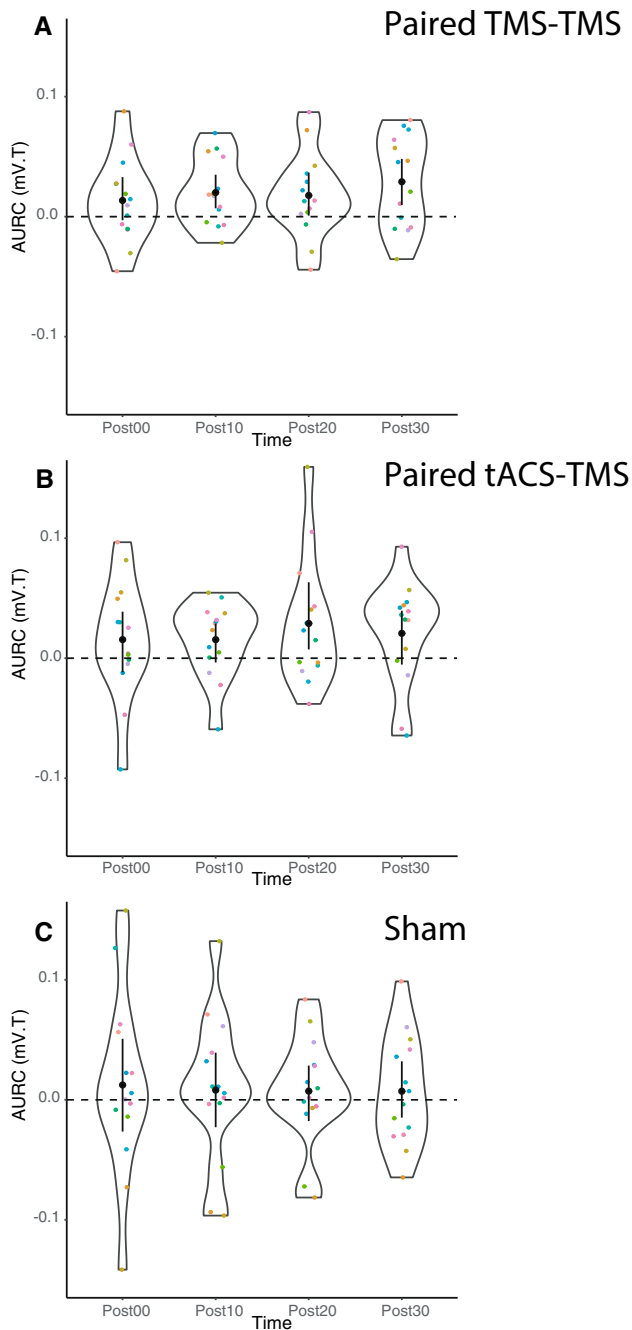 A
Paired TMS-TMS
AURC (mV.T)
0.1
0.0
-0.1
Post00 Post10 Post20 Post30
Time
B
Paired tACS-TMS
AURC (mV.T)
0.1
0.0
-0.1
Post00 Post10 Post20 Post30
Time
C
Sham
AURC (mV.T)
0.1
0.0
-0.1
Post00 Post10 Post20 Post30
Time